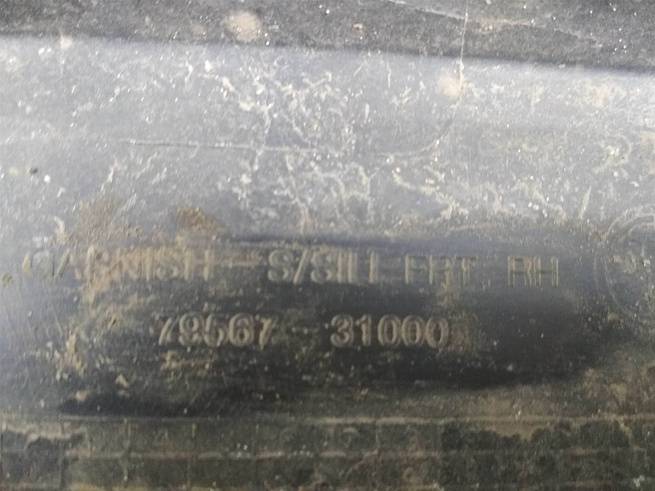 GARNISH - S/SILL FRT, RH
79567 - 31000